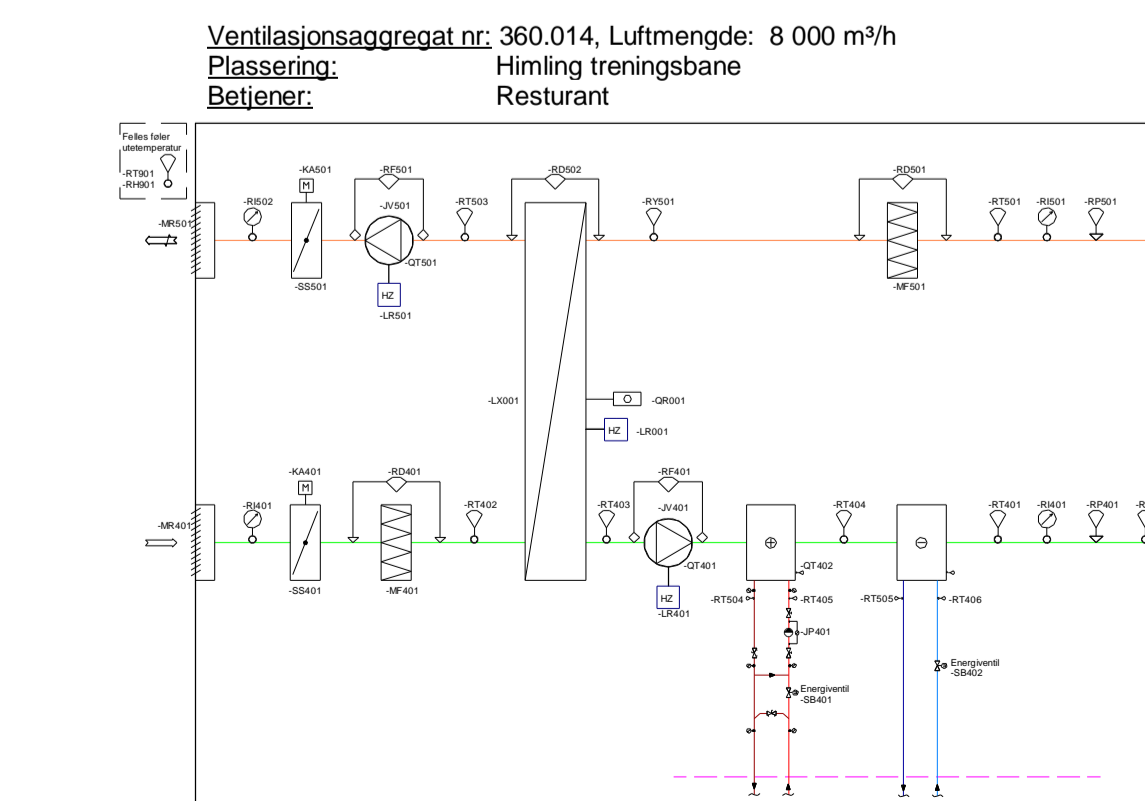 Ventilasjonsaggregat nr: 360.014, Luftmengde: 8 000 m³/h
Plassering: Himling treningsbane
Betjener: Resturant
Felles føler
utetemperatur
-RT901
-RH901
-KA501
M
-RF501
-RD502
-RD501
-RI502
-JV501
-RT503
-RY501
-RT501
-RI501
-RP501
-MR501
-QT501
-SS501
HZ
-MF501
-LR501
-LX001
-QR001
HZ
-LR001
-KA401
M
-RD401
-RF401
-RI401
-RT402
-RT403
-JV401
-RT404
-RT401
-RI401
-RP401
-MR401
-QT401
-QT402
-SS401
-MF401
HZ
-LR401
-RT504
-RT405
-RT505
-RT406
-JP401
Energiventil
-SB402
Energiventil
-SB401